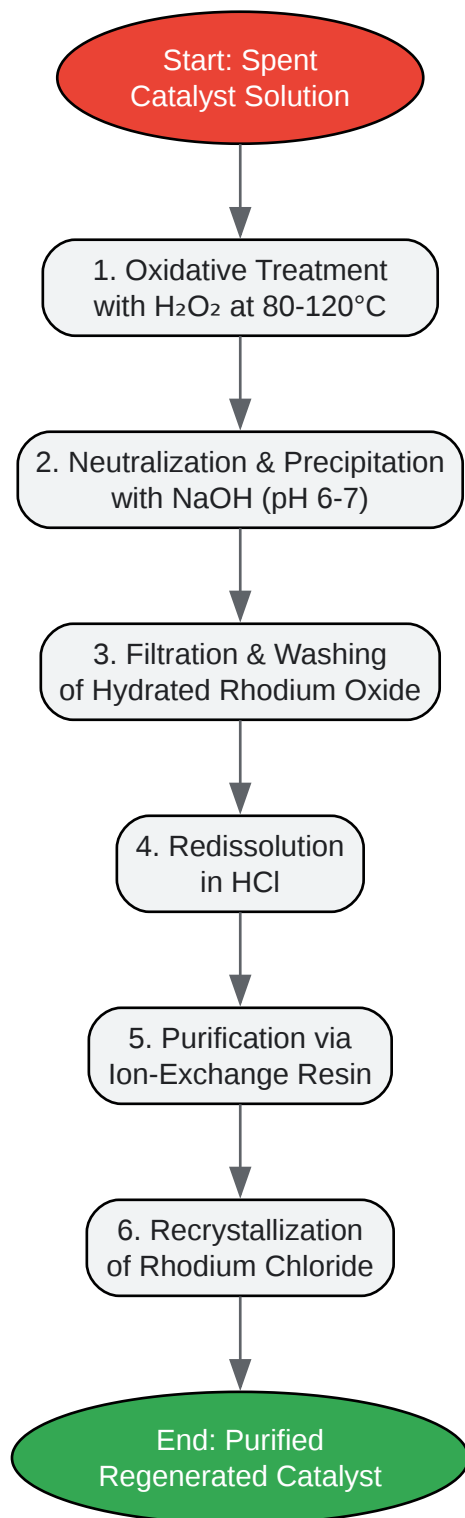 Start: Spent
Catalyst Solution
1. Oxidative Treatment
with H₂O₂ at 80-120°C
2. Neutralization & Precipitation
with NaOH (pH 6-7)
3. Filtration & Washing
of Hydrated Rhodium Oxide
4. Redissolution
in HCl
5. Purification via
Ion-Exchange Resin
6. Recrystallization
of Rhodium Chloride
End: Purified
Regenerated Catalyst